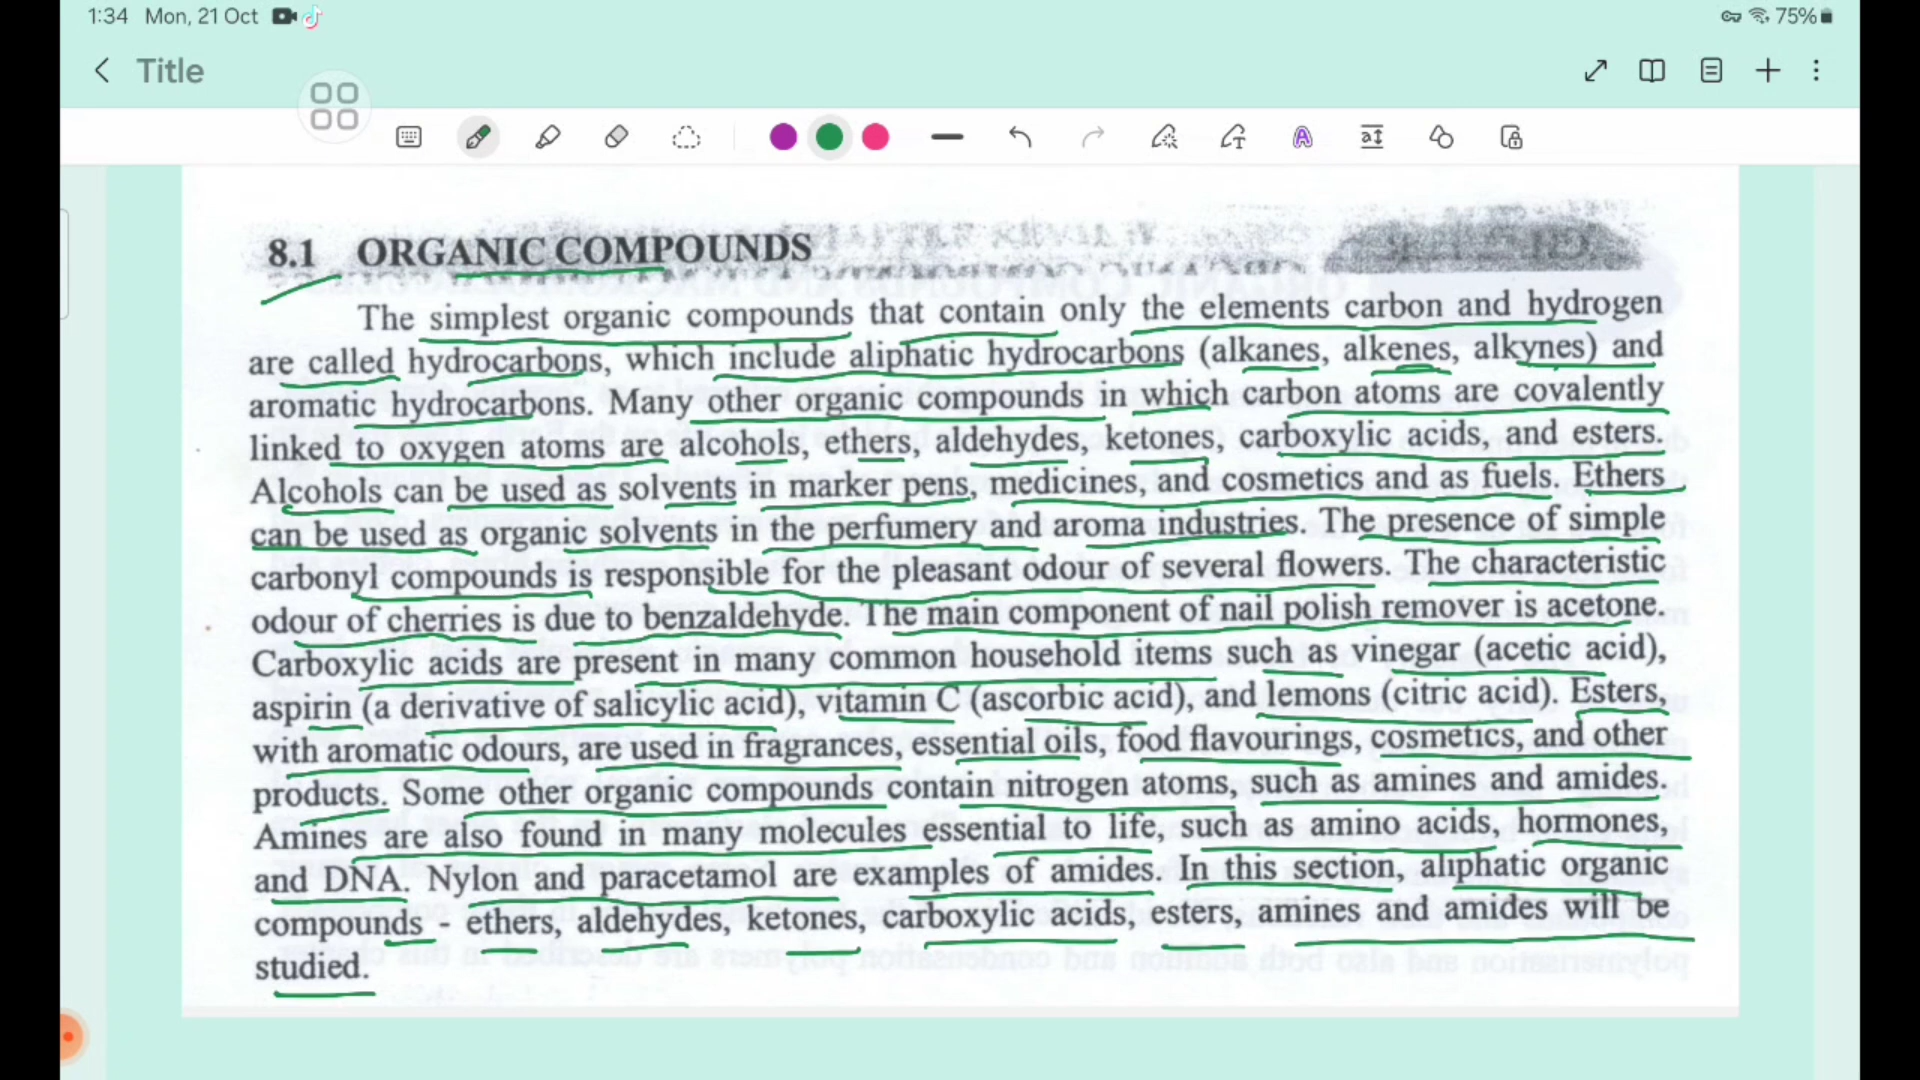 1:34 Mon, 21 Oct
75%
Title
8.1 ORGANIC COMPOUNDS
The simplest organic compounds that contain only the elements carbon and hydrogen
are called hydrocarbons, which include aliphatic hydrocarbons (alkanes, alkenes, alkynes) and
aromatic hydrocarbons. Many other organic compounds in which carbon atoms are covalently
linked to oxygen atoms are alcohols, ethers, aldehydes, ketones, carboxylic acids, and esters.
Alcohols can be used as solvents in marker pens, medicines, and cosmetics and as fuels. Ethers
can be used as organic solvents in the perfumery and aroma industries. The presence of simple
carbonyl compounds is responsible for the pleasant odour of several flowers. The characteristic
odour of cherries is due to benzaldehyde. The main component of nail polish remover is acetone.
Carboxylic acids are present in many common household items such as vinegar (acetic acid),
aspirin (a derivative of salicylic acid), vitamin C (ascorbic acid), and lemons (citric acid). Esters,
with aromatic odours, are used in fragrances, essential oils, food flavourings, cosmetics, and other
products. Some other organic compounds contain nitrogen atoms, such as amines and amides.
Amines are also found in many molecules essential to life, such as amino acids, hormones,
and DNA. Nylon and paracetamol are examples of amides. In this section, aliphatic organic
compounds - ethers, aldehydes, ketones, carboxylic acids, esters, amines and amides will be
studied.